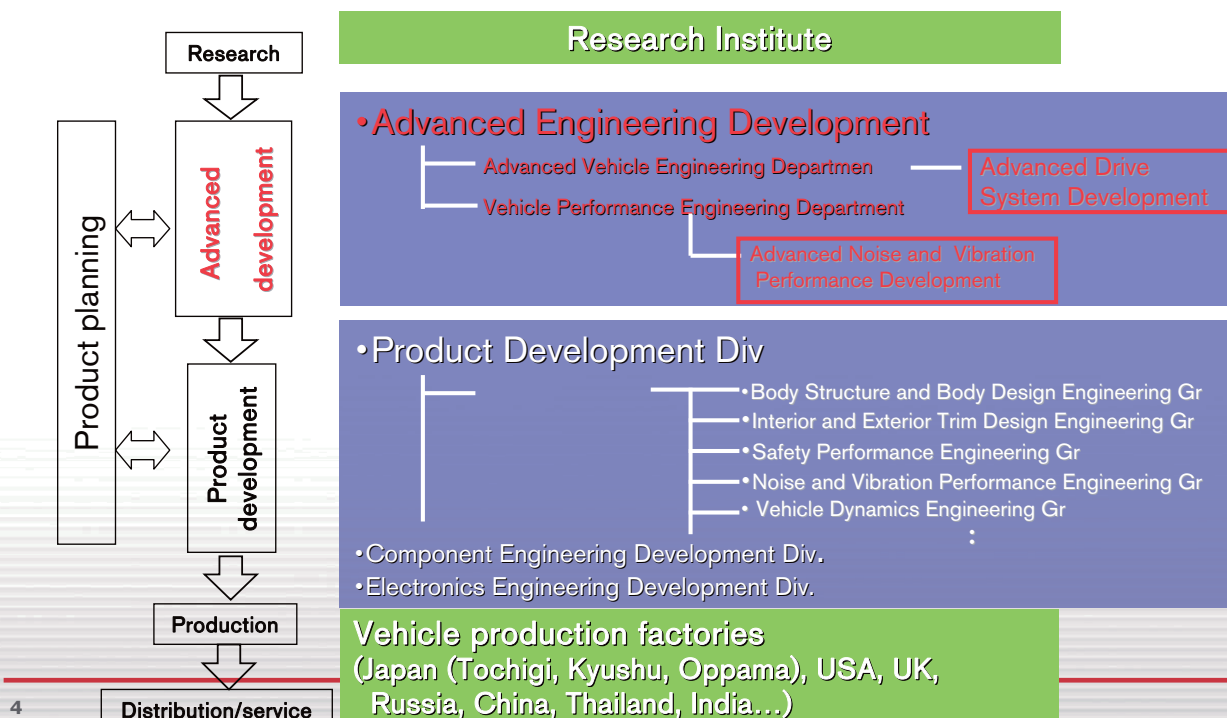 Research
Research Institute
Product planning
Advanced
development
•Advanced Engineering Development
Advanced Vehicle Engineering Departmen
Advanced Drive
System Development
Vehicle Performance Engineering Department
Advanced Noise and Vibration
Performance Development
Product
development
•Product Development Div
•Body Structure and Body Design Engineering Gr
•Interior and Exterior Trim Design Engineering Gr
•Safety Performance Engineering Gr
•Noise and Vibration Performance Engineering Gr
• Vehicle Dynamics Engineering Gr
:
•Component Engineering Development Div.
•Electronics Engineering Development Div.
Production
Vehicle production factories
(Japan (Tochigi, Kyushu, Oppama), USA, UK,
Russia, China, Thailand, India...)
Distribution/service
4